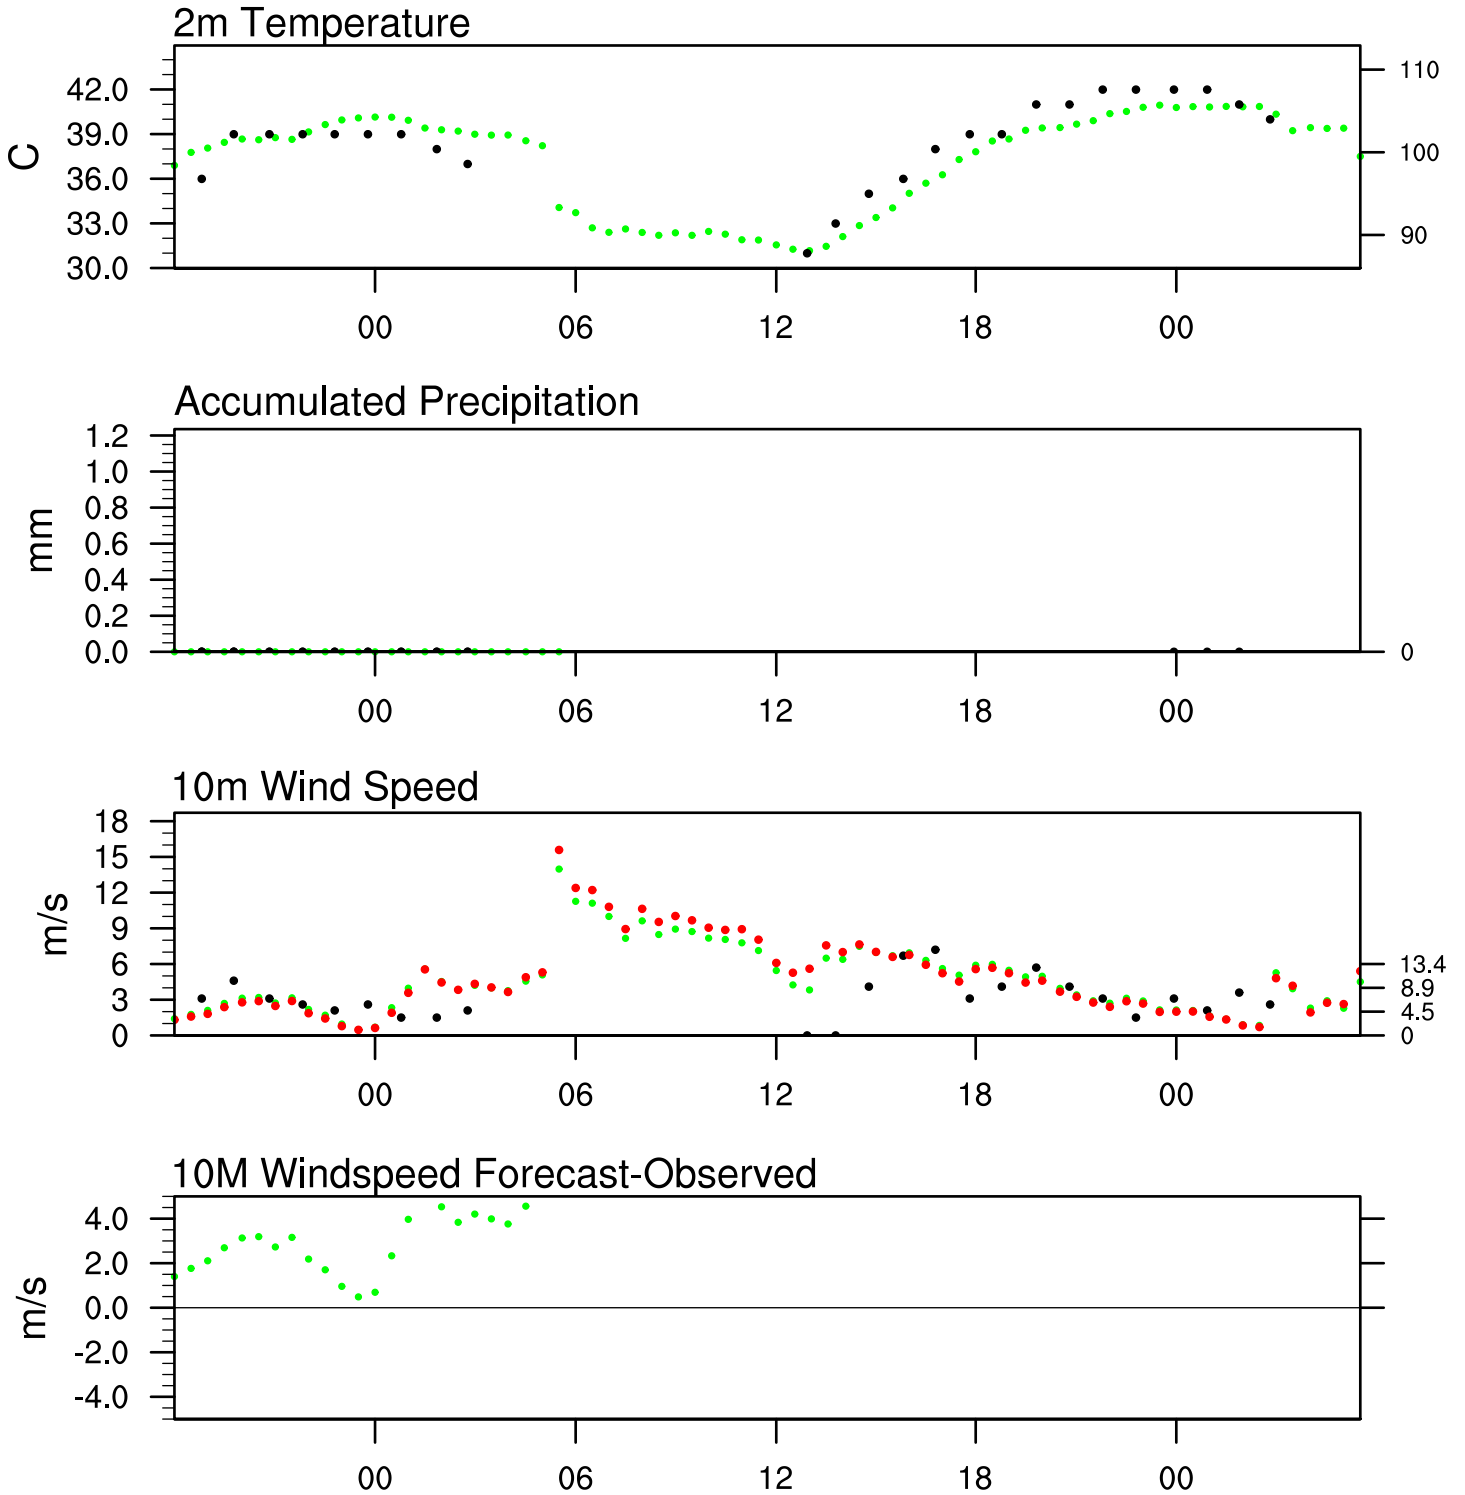 2m Temperature
C
42.0
39.0
36.0
33.0
30.0
110
100
90
00 06 12 18 00
Accumulated Precipitation
mm
1.2
1.0
0.8
0.6
0.4
0.2
0.0
0
00 06 12 18 00
10m Wind Speed
m/s
18
15
12
9
6
3
0
13.4
8.9
4.5
0
00 06 12 18 00
10M Windspeed Forecast-Observed
m/s
4.0
2.0
0.0
-2.0
-4.0
00 06 12 18 00